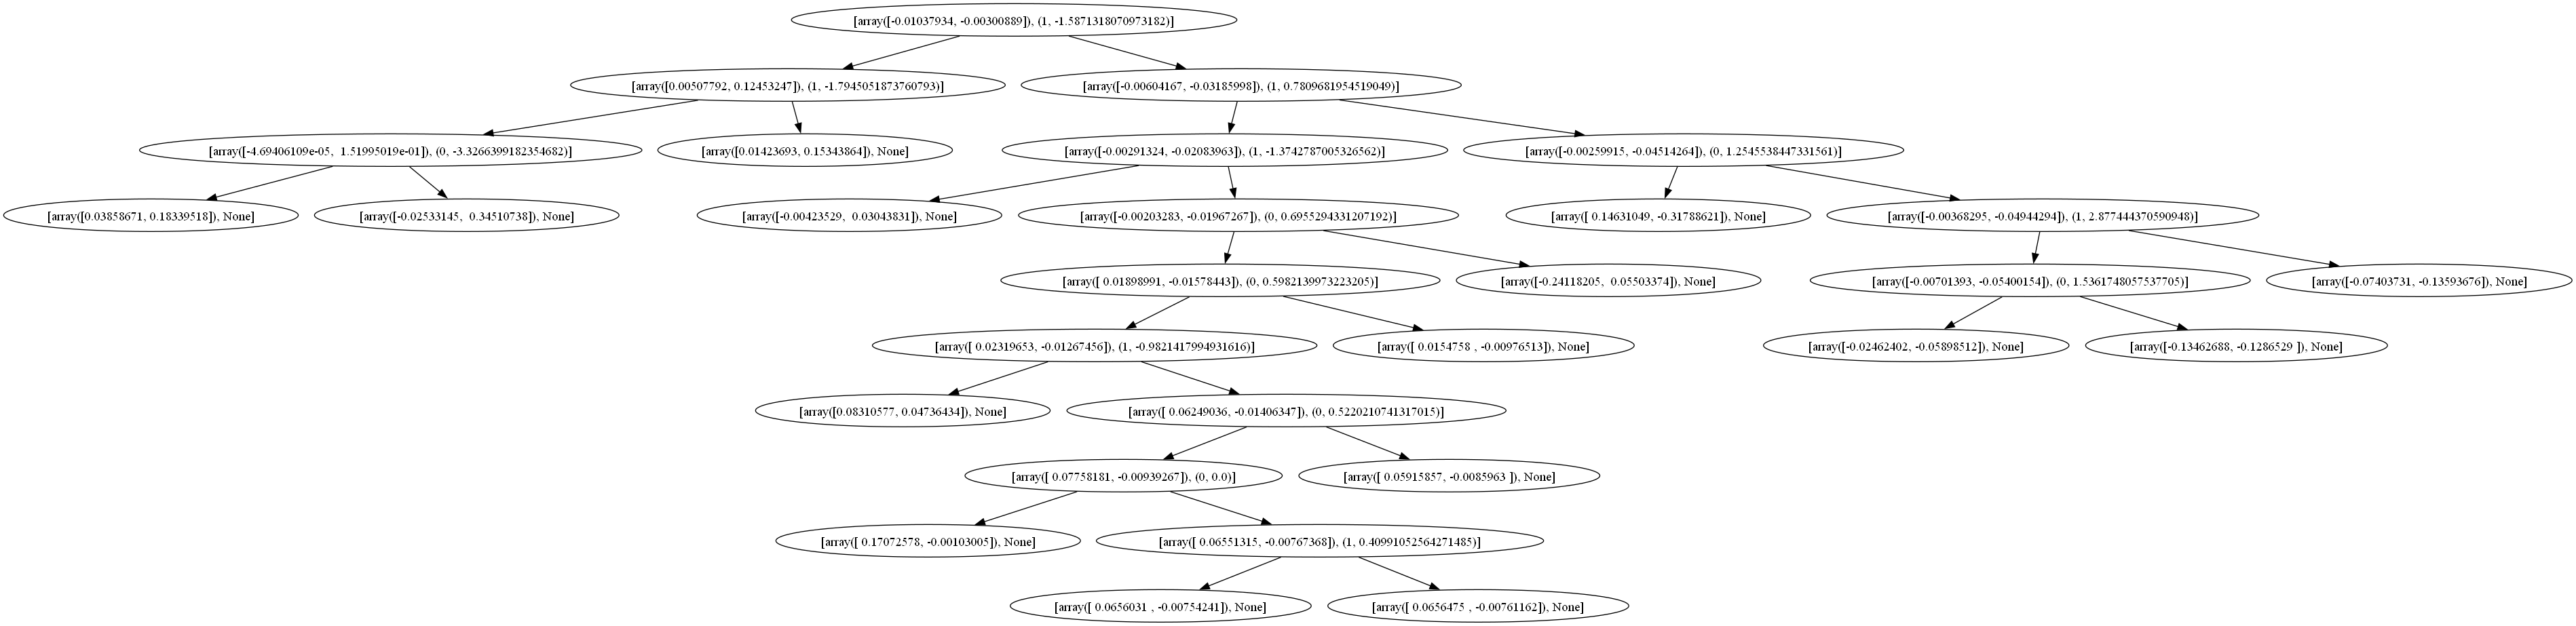 [array([-0.01037934, -0.00300889]), (1, -1.5871318070973182)]
[array([0.00507792, 0.12453247]), (1, -1.7945051873760793)]
[array([-0.00604167, -0.03185998]), (1, 0.7809681954519049)]
[array([-4.69406109e-05,  1.51995019e-01]), (0, -3.3266399182354682)]
[array([0.01423693, 0.15343864]), None]
[array([-0.00291324, -0.02083963]), (1, -1.3742787005326562)]
[array([-0.00259915, -0.04514264]), (0, 1.2545538447331561)]
[array([0.03858671, 0.18339518]), None]
[array([-0.02533145,  0.34510738]), None]
[array([-0.00423529,  0.03043831]), None]
[array([-0.00203283, -0.01967267]), (0, 0.6955294331207192)]
[array([ 0.14631049, -0.31788621]), None]
[array([-0.00368295, -0.04944294]), (1, 2.877444370590948)]
[array([ 0.01898991, -0.01578443]), (0, 0.5982139973223205)]
[array([-0.24118205,  0.05503374]), None]
[array([-0.00701393, -0.05400154]), (0, 1.5361748057537705)]
[array([-0.07403731, -0.13593676]), None]
[array([ 0.02319653, -0.01267456]), (1, -0.9821417994931616)]
[array([ 0.0154758 , -0.00976513]), None]
[array([-0.02462402, -0.05898512]), None]
[array([-0.13462688, -0.1286529 ]), None]
[array([0.08310577, 0.04736434]), None]
[array([ 0.06249036, -0.01406347]), (0, 0.5220210741317015)]
[array([ 0.07758181, -0.00939267]), (0, 0.0)]
[array([ 0.05915857, -0.0085963 ]), None]
[array([ 0.17072578, -0.00103005]), None]
[array([ 0.06551315, -0.00767368]), (1, 0.40991052564271485)]
[array([ 0.0656031 , -0.00754241]), None]
[array([ 0.0656475 , -0.00761162]), None]